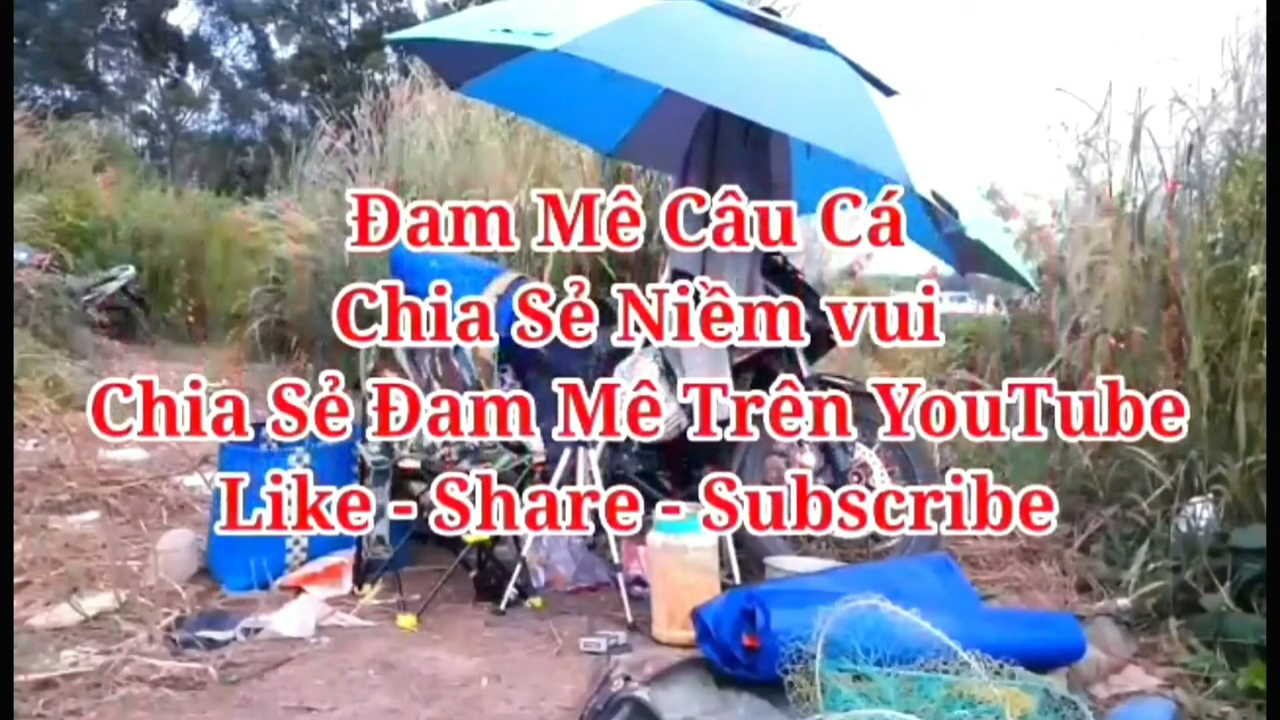 Đam Mê Câu Cá
Chia Sẻ Niềm vui
Chia Sẻ Đam Mê Trên YouTube
Like - Share - Subscribe